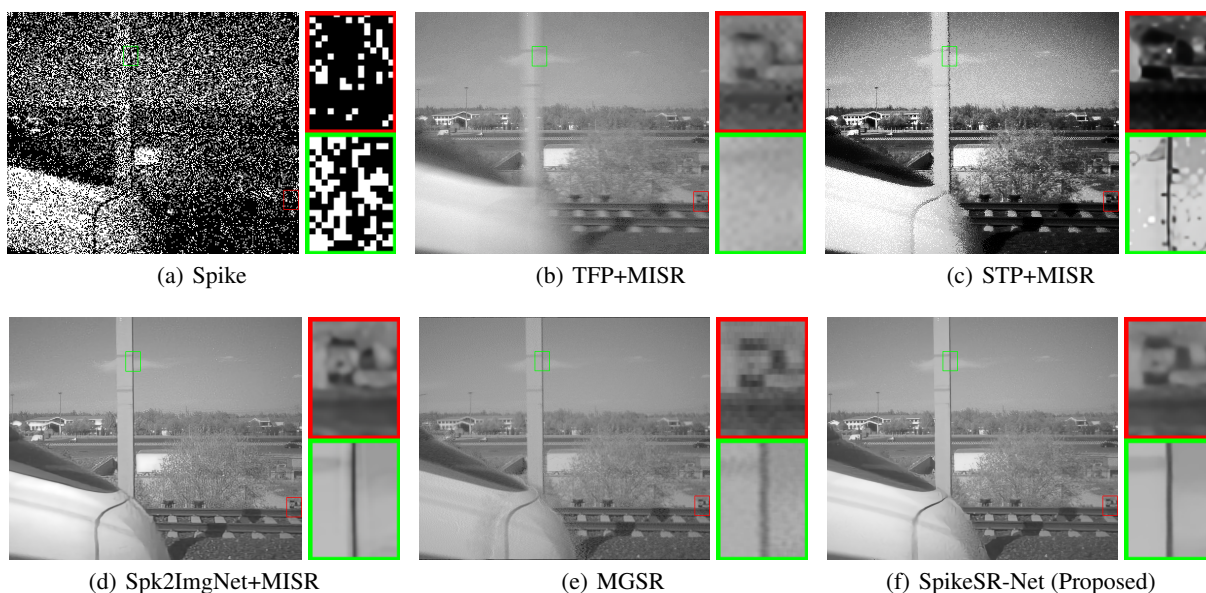 (a) Spike
(b) TFP+MISR
(c) STP+MISR
(d) Spk2ImgNet+MISR
(e) MGSR
(f) SpikeSR-Net (Proposed)